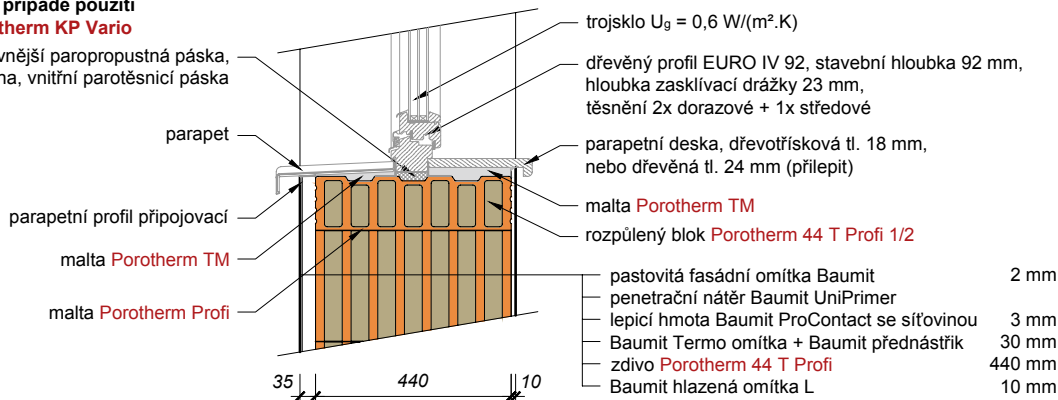 případě použití
therm KP Vario
vnější paropropustná páska,
na, vnitřní parotěsnicí páska
parapet
parapetní profil připojovací
malta Porotherm TM
malta Porotherm Profi
trojsklo Ug = 0,6 W/(m².K)
dřevěný profil EURO IV 92, stavební hloubka 92 mm,
hloubka zasklívací drážky 23 mm,
těsnění 2x dorazové + 1x středové
parapetní deska, dřevotřísková tl. 18 mm,
nebo dřevěná tl. 24 mm (přilepit)
malta Porotherm TM
rozpůlený blok Porotherm 44 T Profi 1/2
pastovitá fasádní omítka Baumit 2 mm
penetrační nátěr Baumit UniPrimer
lepicí hmota Baumit ProContact se síťovinou 3 mm
Baumit Termo omítka + Baumit přednástřik 30 mm
zdivo Porotherm 44 T Profi 440 mm
Baumit hlazená omítka L 10 mm
35 440 10